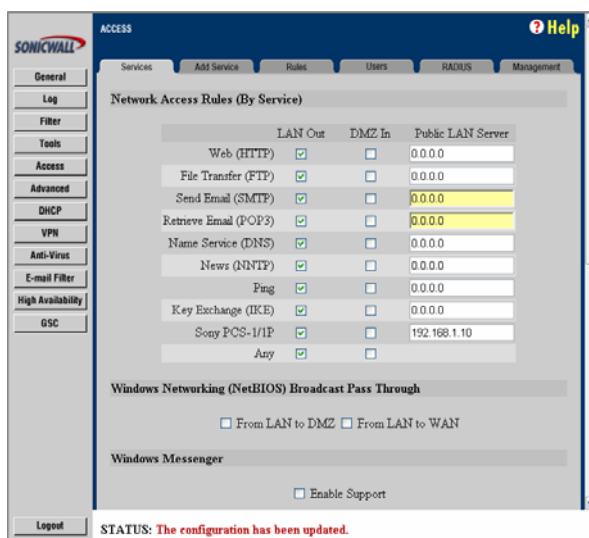 ACCESS
? Help
SONICWALL
Services Add Service Rules Users RADIUS Management
General
Log
Filter
Tools
Access
Advanced
DHCP
VPN
Anti-Virus
E-mail Filter
High Availability
GSC
Logout
Network Access Rules (By Service)
LAN Out DMZ In Public LAN Server
Web (HTTP) 0.0.0.0
File Transfer (FTP) 0.0.0.0
Send Email (SMTP) 0.0.0.0
Retrieve Email (POP3) 0.0.0.0
Name Service (DNS) 0.0.0.0
News (NNTP) 0.0.0.0
Ping 0.0.0.0
Key Exchange (IKE) 0.0.0.0
Sony PCS-1/1P 192.168.1.10
Any
Windows Networking (NetBIOS) Broadcast Pass Through
From LAN to DMZ From LAN to WAN
Windows Messenger
Enable Support
STATUS: The configuration has been updated.